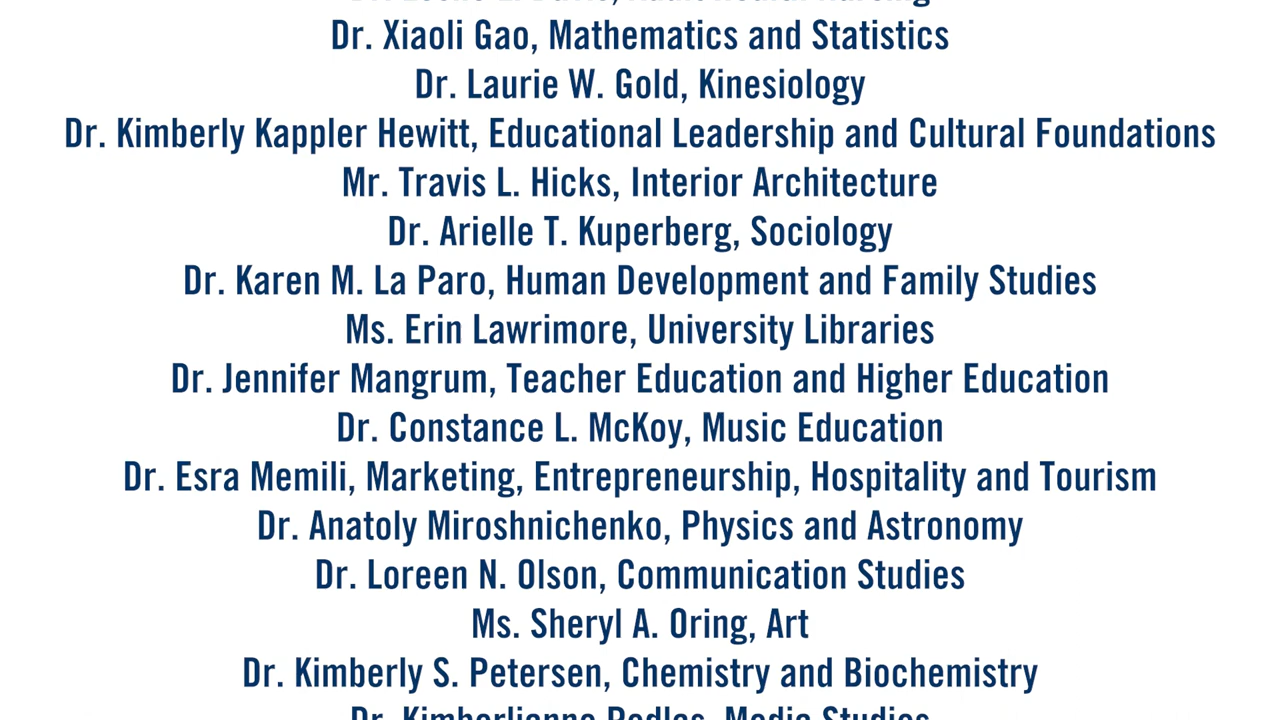 Dr. Xiaoli Gao, Mathematics and Statistics
Dr. Laurie W. Gold, Kinesiology
Dr. Kimberly Kappler Hewitt, Educational Leadership and Cultural Foundations
Mr. Travis L. Hicks, Interior Architecture
Dr. Arielle T. Kuperberg, Sociology
Dr. Karen M. La Paro, Human Development and Family Studies
Ms. Erin Lawrimore, University Libraries
Dr. Jennifer Mangrum, Teacher Education and Higher Education
Dr. Constance L. McKoy, Music Education
Dr. Esra Memili, Marketing, Entrepreneurship, Hospitality and Tourism
Dr. Anatoly Miroshnichenko, Physics and Astronomy
Dr. Loreen N. Olson, Communication Studies
Ms. Sheryl A. Oring, Art
Dr. Kimberly S. Petersen, Chemistry and Biochemistry
Dr. Media Studies